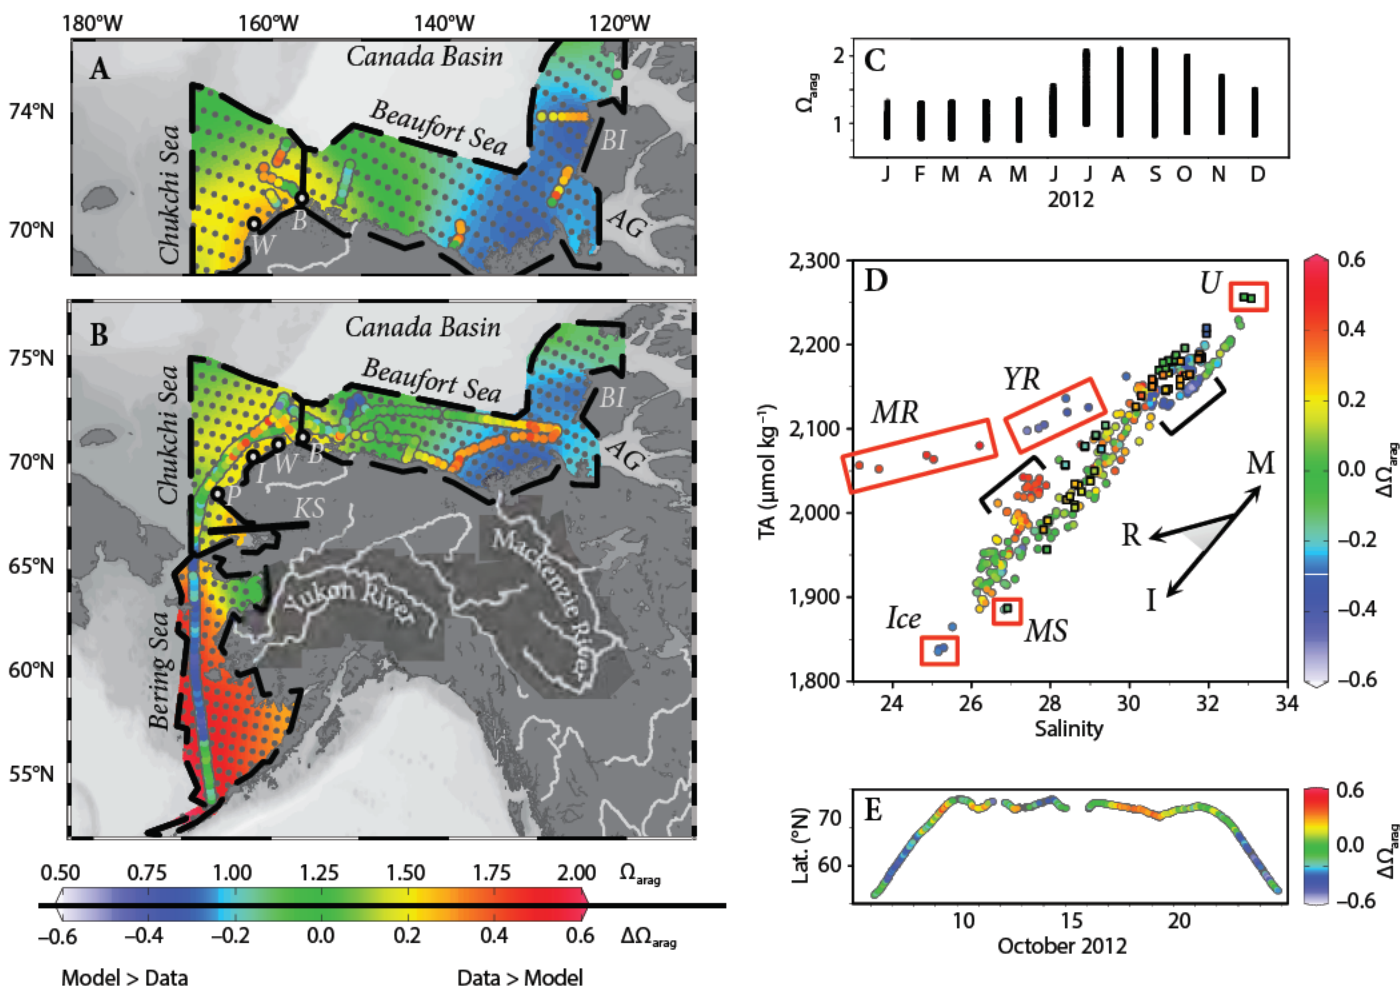 180°W 160°W 140°W 120°W
A
Canada Basin
Beaufort Sea
Chukchi Sea
BI
AG
B
W
74°N
70°N
B
Canada Basin
Beaufort Sea
Chukchi Sea
BI
AG
B
W
I
P
KS
Mackenzie River
Yukon River
Bering Sea
75°N
70°N
65°N
60°N
55°N
0.50 0.75 1.00 1.25 1.50 1.75 2.00 Ωarag
−0.6 −0.4 −0.2 0.0 0.2 0.4 0.6 ΔΩarag
Model > Data Data > Model
C
Ωarag
2
1
J F M A M J J A S O N D
2012
D
TA (μmol kg⁻¹)
2,300
2,200
2,100
2,000
1,900
1,800
U
YR
MR
M
R
I
Ice
MS
24 26 28 30 32 34
Salinity
0.6
0.4
0.2
0.0
−0.2
−0.4
−0.6
ΔΩarag
E
Lat. (°N)
70
60
10 15 20
October 2012
0.6
0.0
−0.6
ΔΩarag